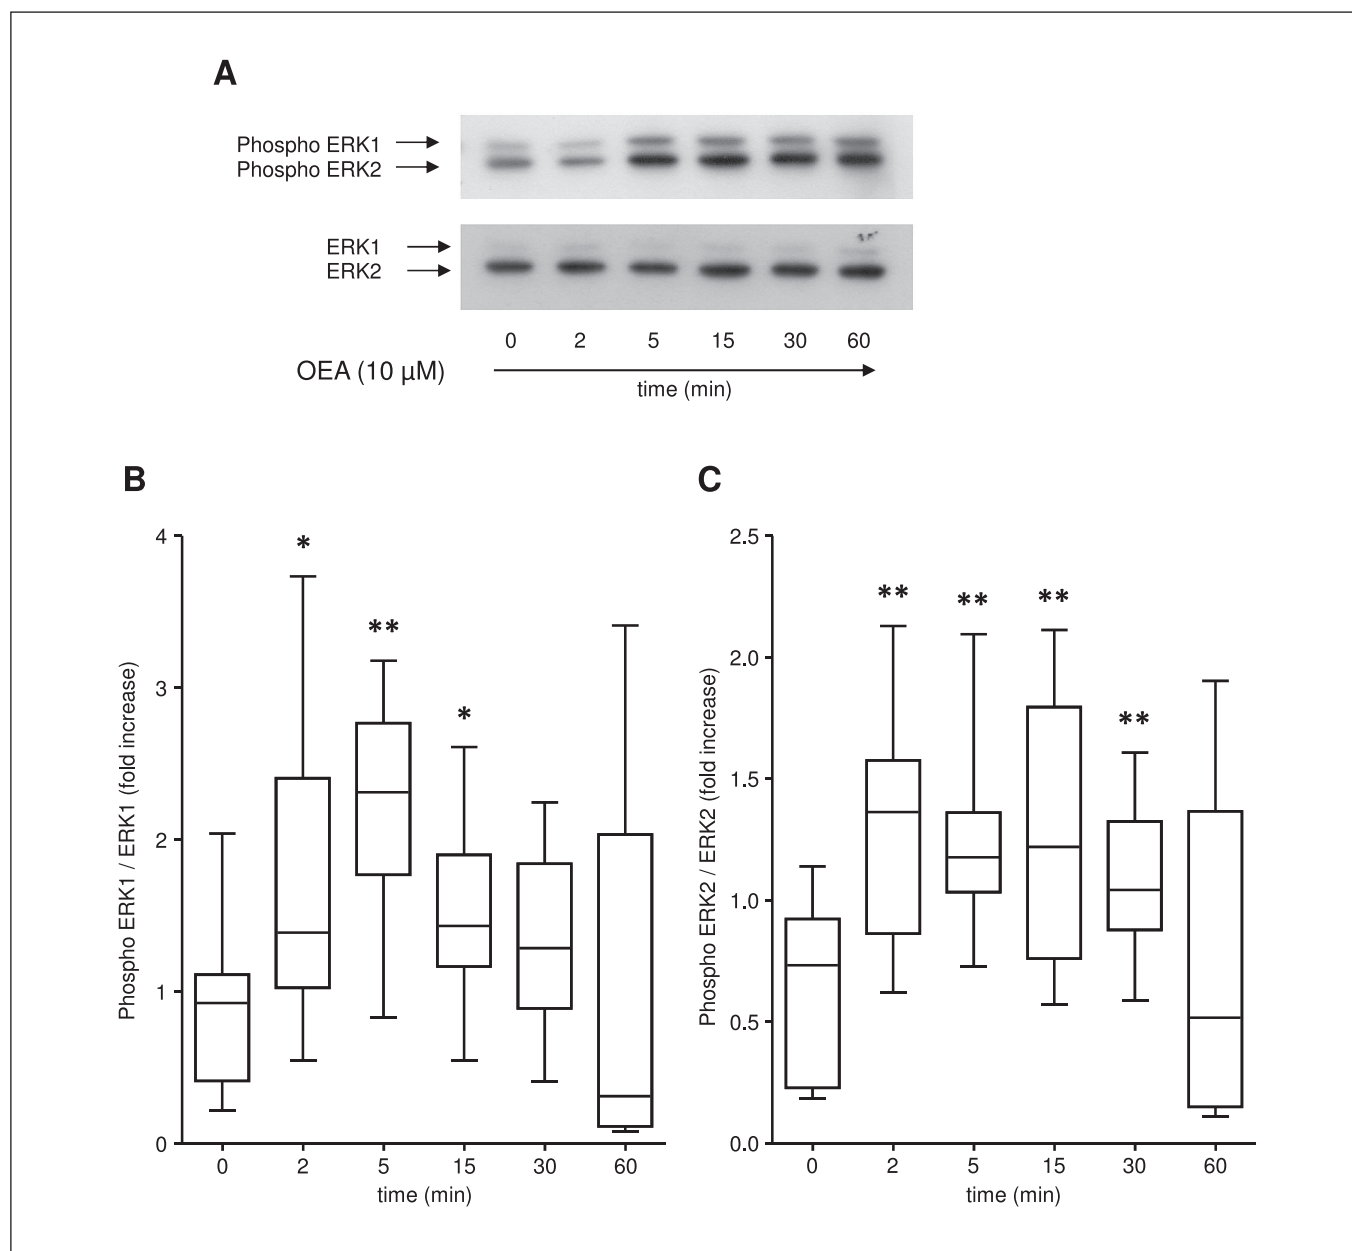 A
Phospho ERK1
Phospho ERK2
ERK1
ERK2
0 2 5 15 30 60
OEA (10 µM)
time (min)
B
Phospho ERK1 / ERK1 (fold increase)
4
3
2
1
0
* ** *
0 2 5 15 30 60
time (min)
C
Phospho ERK2 / ERK2 (fold increase)
2.5
2.0
1.5
1.0
0.5
0.0
** ** ** **
0 2 5 15 30 60
time (min)